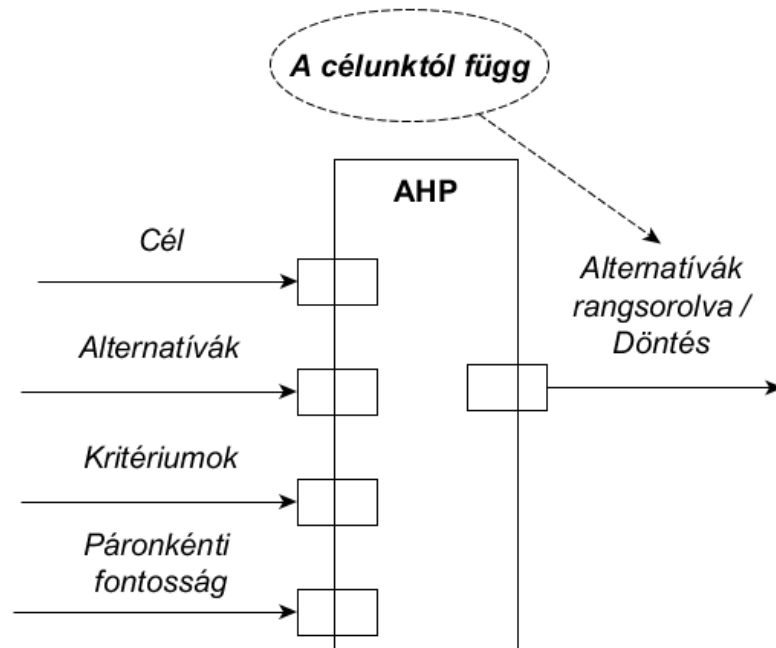 A célunktól függ
AHP
Cél
Alternatívák
Kritériumok
Páronkénti
fontosság
Alternatívák
rangsorolva /
Döntés